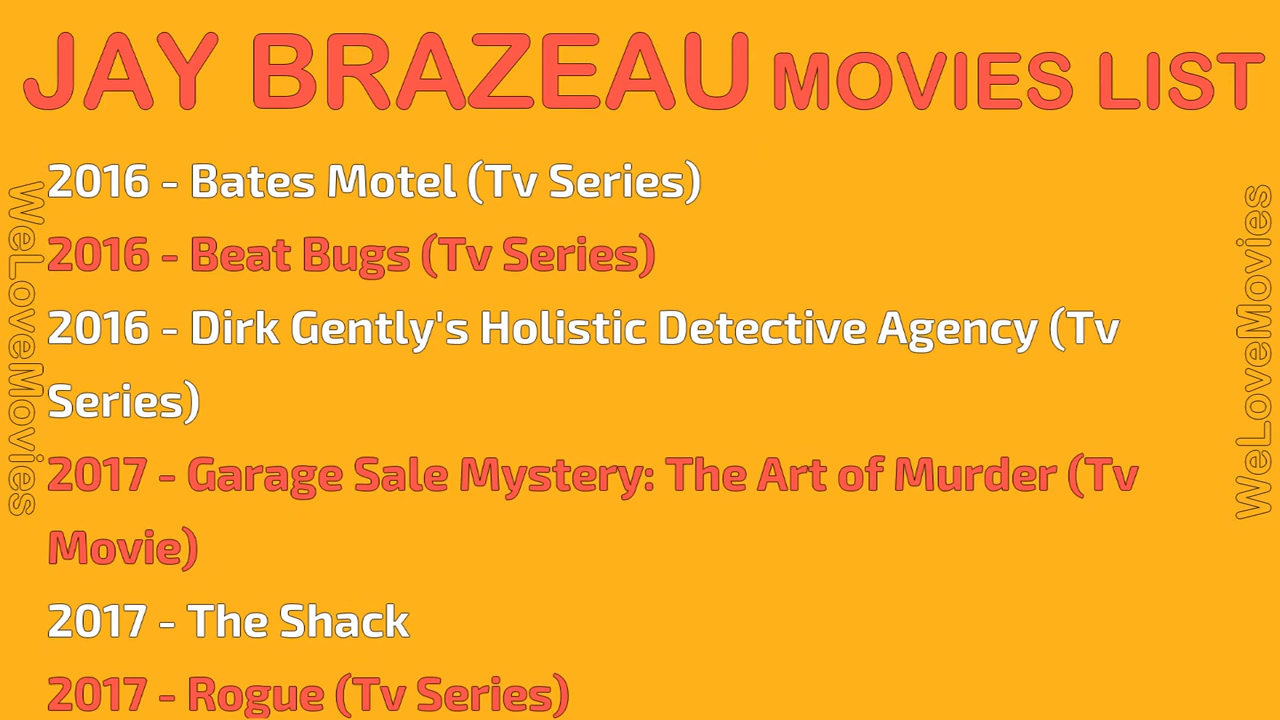 JAY BRAZEAU MOVIES LIST
2016 - Bates Motel (Tv Series)
2016 - Beat Bugs (Tv Series)
2016 - Dirk Gently's Holistic Detective Agency (Tv
Series)
2017 - Garage Sale Mystery: The Art of Murder (Tv
Movie)
2017 - The Shack
2017 - Rogue (Tv Series)
WeLoveMovies
WeLoveMovies